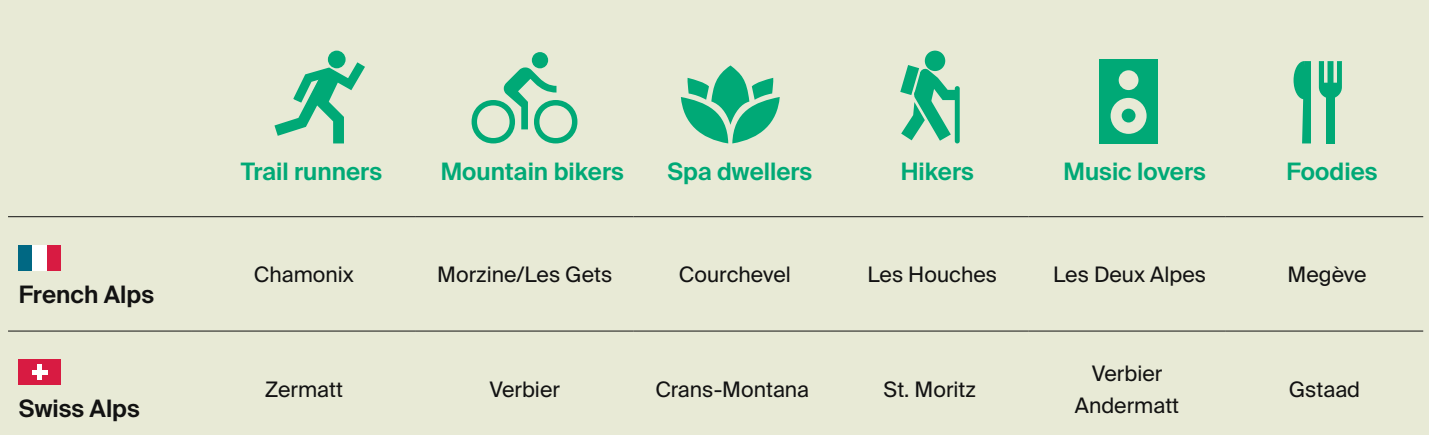 Trail runners Mountain bikers Spa dwellers Hikers Music lovers Foodies
French Alps Chamonix Morzine/Les Gets Courchevel Les Houches Les Deux Alpes Megève
Swiss Alps Zermatt Verbier Crans-Montana St. Moritz Verbier Gstaad
Andermatt